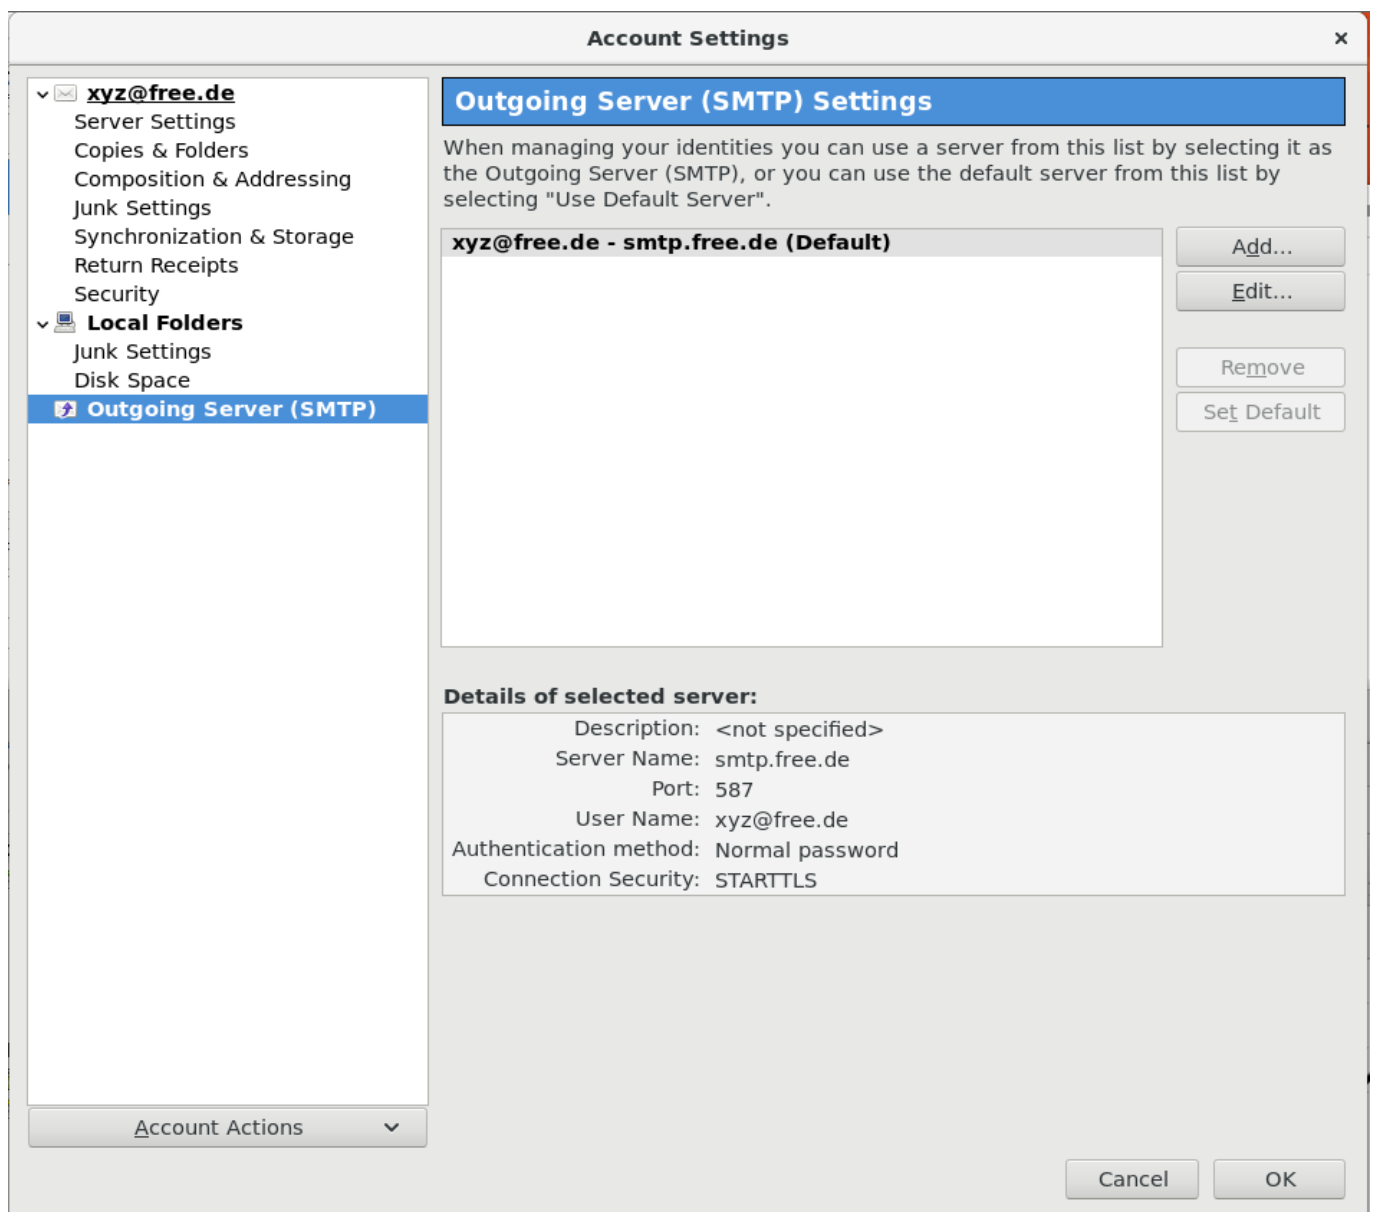 Account Settings
xyz@free.de
Server Settings
Copies & Folders
Composition & Addressing
Junk Settings
Synchronization & Storage
Return Receipts
Security
Local Folders
Junk Settings
Disk Space
Outgoing Server (SMTP)
Account Actions
Outgoing Server (SMTP) Settings
When managing your identities you can use a server from this list by selecting it as
the Outgoing Server (SMTP), or you can use the default server from this list by
selecting "Use Default Server".
xyz@free.de - smtp.free.de (Default)
Add...
Edit...
Remove
Set Default
Details of selected server:
Description: <not specified>
Server Name: smtp.free.de
Port: 587
User Name: xyz@free.de
Authentication method: Normal password
Connection Security: STARTTLS
Cancel
OK